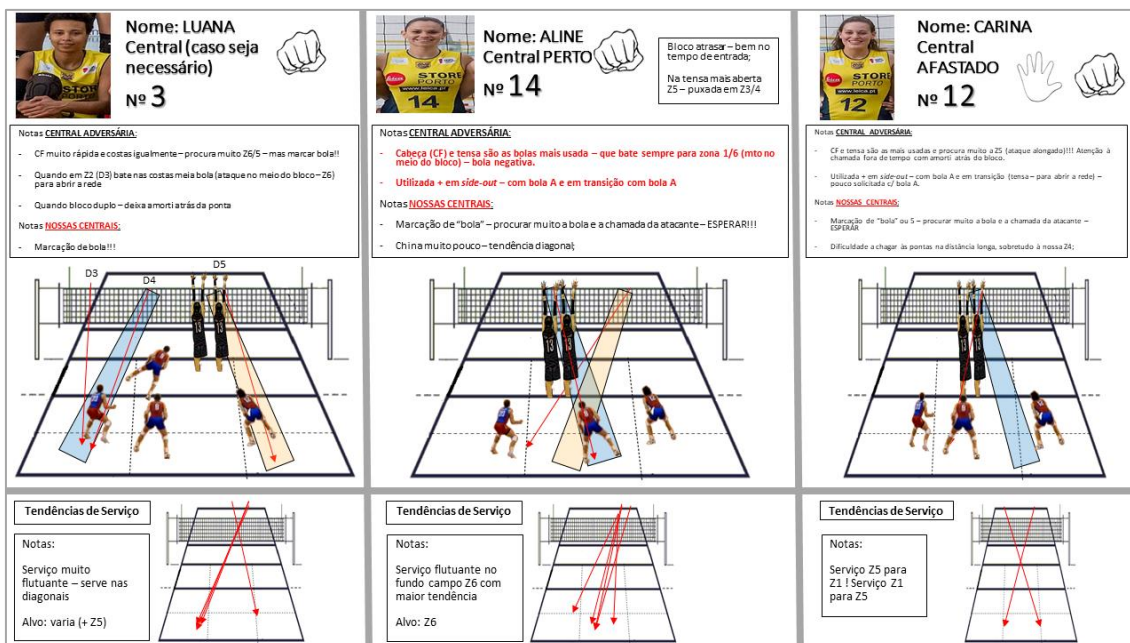 Nome: LUANA
Central (caso seja
necessário)
Nº 3
Notas CENTRAL ADVERSÁRIA:
- CF muito rápida e costas igualmente – procura muito Z6/5 – mas marcar bola!!
- Quando em Z2 (D3) bate nas costas meia bola (ataque no meio do bloco – Z6)
para abrir a rede
- Quando bloco duplo – deixa amorti atrás da ponta
Notas NOSSAS CENTRAIS:
- Marcação de bola!!!
D3
D4
D5
Tendências de Serviço
Notas:
Serviço muito
flutuante – serve nas
diagonais
Alvo: varia (+ Z5)
STORE
PORTO
www.leica.pt
14
Nome: ALINE
Central PERTO
Nº 14
Bloco atrasar – bem no
tempo de entrada;
Na tensa mais aberta
Z5 – puxada em Z3/4
Notas CENTRAL ADVERSÁRIA:
- Cabeça (CF) e tensa são as bolas mais usada – que bate sempre para zona 1/6 (mto no
meio do bloco) – bola negativa.
- Utilizada + em side-out – com bola A e em transição com bola A
Notas NOSSAS CENTRAIS:
- Marcação de “bola” – procurar muito a bola e a chamada da atacante – ESPERAR!!!
- China muito pouco – tendência diagonal;
13
13
Tendências de Serviço
Notas:
Serviço flutuante no
fundo campo Z6 com
maior tendência
Alvo: Z6
STORE
PORTO
12
Nome: CARINA
Central
AFASTADO
Nº 12
Notas CENTRAL ADVERSÁRIA:
- CF e tensa são as mais usadas e procura muito a Z5 (ataque alongado)!!! Atenção à
chamada fora de tempo com amorti atrás do bloco.
- Utilizada + em side-out – com bola A e em transição (tensa – para abrir a rede) –
pouco solicitada c/ bola A.
Notas NOSSAS CENTRAIS:
- Marcação de “bola” ou 5 – procurar muito a bola e a chamada da atacante –
ESPERAR
- Dificuldade a chagar às pontas na distância longa, sobretudo à nossa Z4;
Tendências de Serviço
Notas:
Serviço Z5 para
Z1 ! Serviço Z1
para Z5